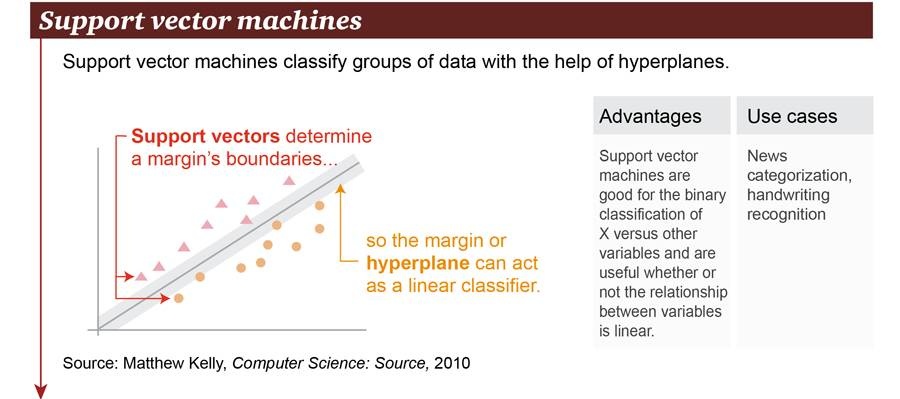 Support vector machines
Support vector machines classify groups of data with the help of hyperplanes.
Support vectors determine
a margin's boundaries...
so the margin or
hyperplane can act
as a linear classifier.
Advantages
Support vector
machines are
good for the binary
classification of
X versus other
variables and are
useful whether or
not the relationship
between variables
is linear.
Use cases
News
categorization,
handwriting
recognition
Source: Matthew Kelly, Computer Science: Source, 2010